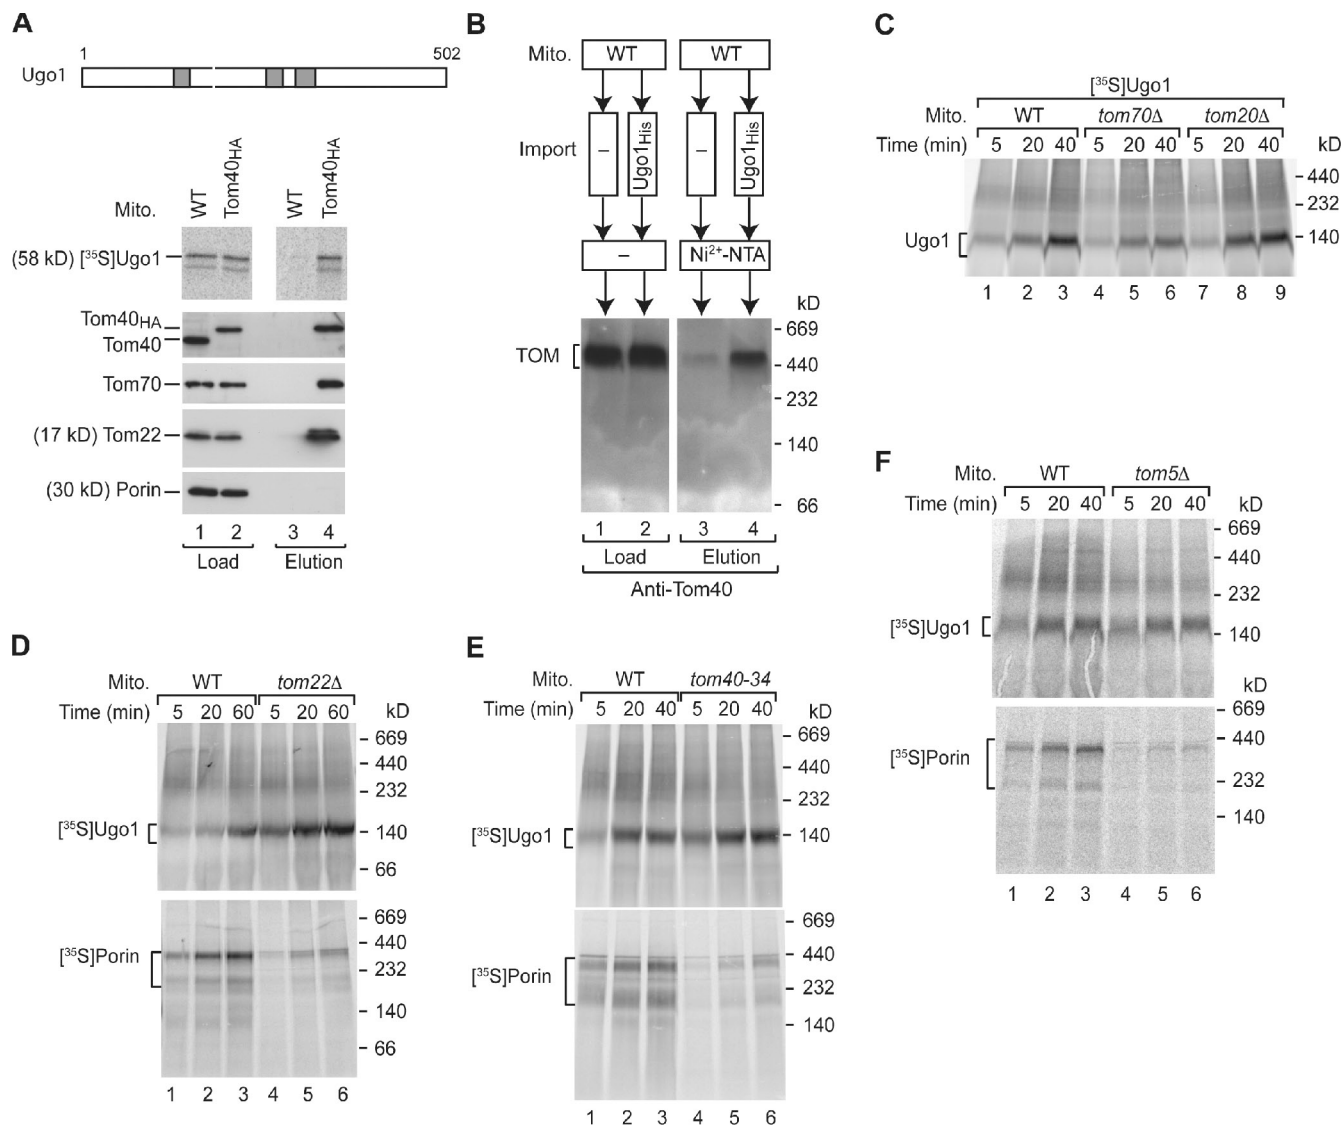 A
1 502
Ugo1
Mito. WT Tom40HA WT Tom40HA
(58 kD) [35S]Ugo1
Tom40HA
Tom40
Tom70
(17 kD) Tom22
(30 kD) Porin
1 2 3 4
Load Elution
B
Mito. WT WT
Import – Ugo1His – Ugo1His
– Ni2+-NTA
kD
TOM
669
440
232
140
66
1 2 3 4
Load Elution
Anti-Tom40
C
[35S]Ugo1
Mito. WT tom70Δ tom20Δ
Time (min) 5 20 40 5 20 40 5 20 40 kD
440
232
Ugo1 140
1 2 3 4 5 6 7 8 9
D
Mito. WT tom22Δ
Time (min) 5 20 60 5 20 60 kD
669
440
232
[35S]Ugo1 140
66
669
[35S]Porin 440
232
140
66
1 2 3 4 5 6
E
Mito. WT tom40-34
Time (min) 5 20 40 5 20 40 kD
669
440
232
[35S]Ugo1 140
669
440
[35S]Porin 232
140
1 2 3 4 5 6
F
Mito. WT tom5Δ
Time (min) 5 20 40 5 20 40 kD
669
440
232
[35S]Ugo1 140
kD
669
440
[35S]Porin 232
140
1 2 3 4 5 6